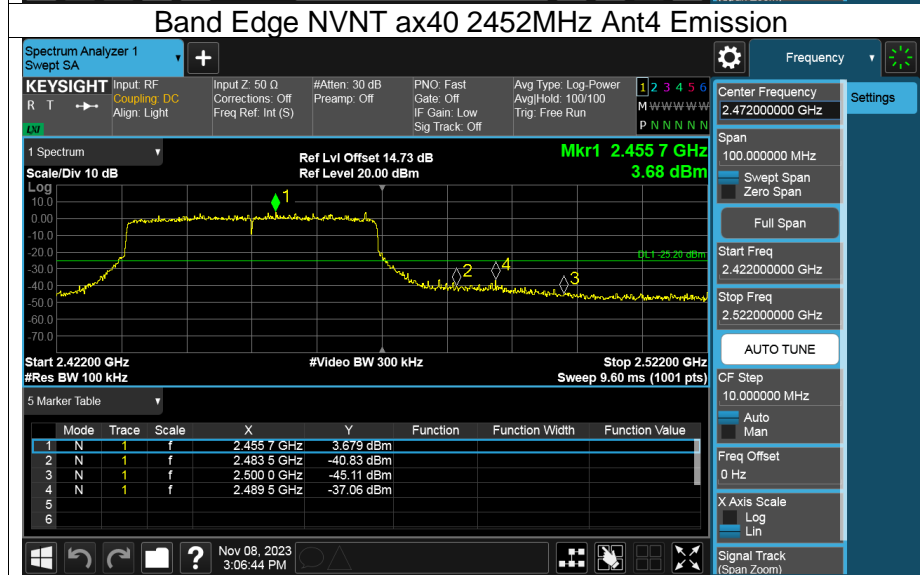 Band Edge NVNT ax40 2452MHz Ant4 Emission
Spectrum Analyzer 1
Swept SA
+
Frequency
KEYSIGHT
R T
LXI
Input: RF
Coupling: DC
Align: Light
Input Z: 50 Ω
Corrections: Off
Freq Ref: Int (S)
#Atten: 30 dB
Preamp: Off
PNO: Fast
Gate: Off
IF Gain: Low
Sig Track: Off
Avg Type: Log-Power
Avg|Hold: 100/100
Trig: Free Run
1 2 3 4 5 6
M W W W W W
P N N N N N
1 Spectrum
Scale/Div 10 dB
Ref Lvl Offset 14.73 dB
Ref Level 20.00 dBm
Mkr1 2.455 7 GHz
3.68 dBm
Log
10.0
0.00
-10.0
-20.0
-30.0
-40.0
-50.0
-60.0
-70.0
1
2
4
3
DL1 -25.20 dBm
Start 2.42200 GHz
#Res BW 100 kHz
#Video BW 300 kHz
Stop 2.52200 GHz
Sweep 9.60 ms (1001 pts)
5 Marker Table
Mode Trace Scale X Y Function Function Width Function Value
1 N 1 f 2.455 7 GHz 3.679 dBm
2 N 1 f 2.483 5 GHz -40.83 dBm
3 N 1 f 2.500 0 GHz -45.11 dBm
4 N 1 f 2.489 5 GHz -37.06 dBm
5
6
?
Nov 08, 2023
3:06:44 PM
Center Frequency
2.472000000 GHz
Settings
Span
100.000000 MHz
Swept Span
Zero Span
Full Span
Start Freq
2.422000000 GHz
Stop Freq
2.522000000 GHz
AUTO TUNE
CF Step
10.000000 MHz
Auto
Man
Freq Offset
0 Hz
X Axis Scale
Log
Lin
Signal Track
(Span Zoom)